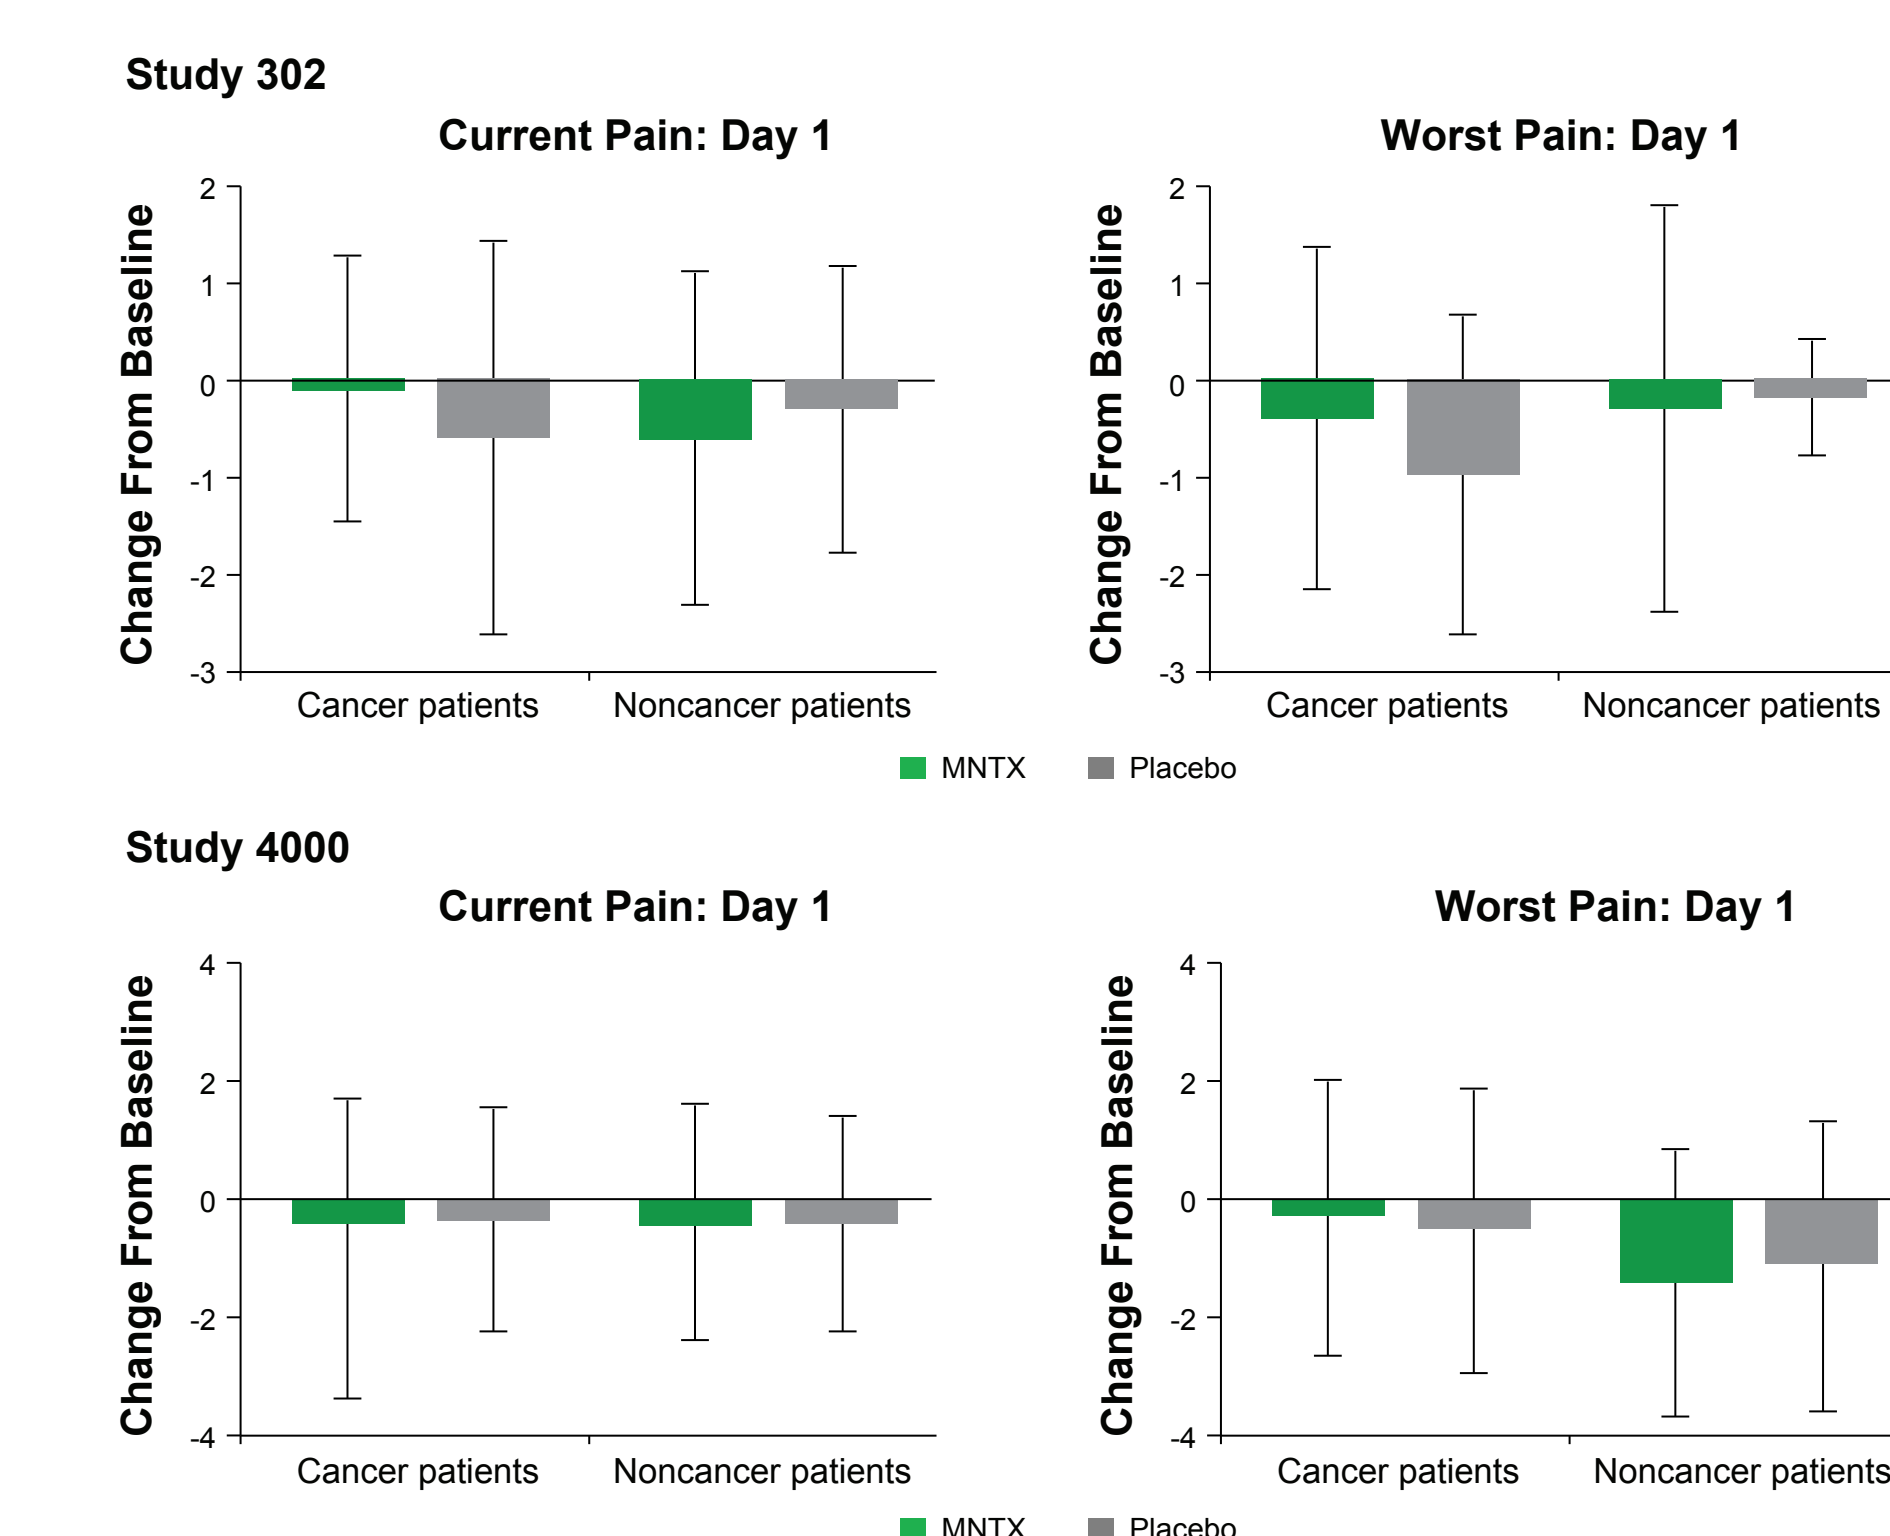 Study 302
Current Pain: Day 1
Change From Baseline
2
1
0
-1
-2
-3
Cancer patients
Noncancer patients
Worst Pain: Day 1
Change From Baseline
2
1
0
-1
-2
-3
Cancer patients
Noncancer patients
MNTX
Placebo
Study 4000
Current Pain: Day 1
Change From Baseline
4
2
0
-2
-4
Cancer patients
Noncancer patients
Worst Pain: Day 1
Change From Baseline
4
2
0
-2
-4
Cancer patients
Noncancer patients
MNTX
Placebo